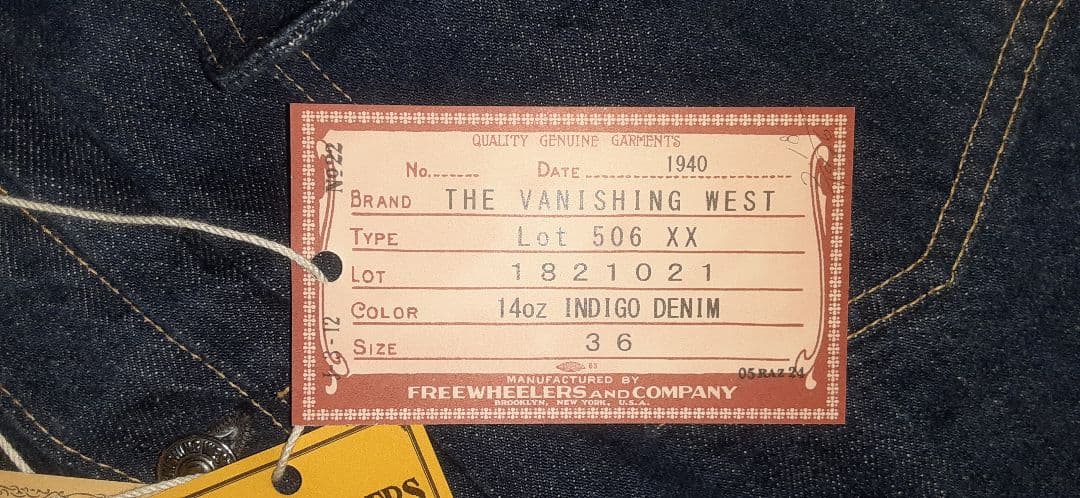 QUALITY GENUINE GARMENTS
No.......
DATE 1940
BRAND THE VANISHING WEST
TYPE Lot 506 XX
LOT 1821021
COLOR 14oz INDIGO DENIM
SIZE 36
05 RAZ 21
MANUFACTURED BY
FREEWHEELERS AND COMPANY
BROOKLYN, NEW YORK, U.S.A.
No 22